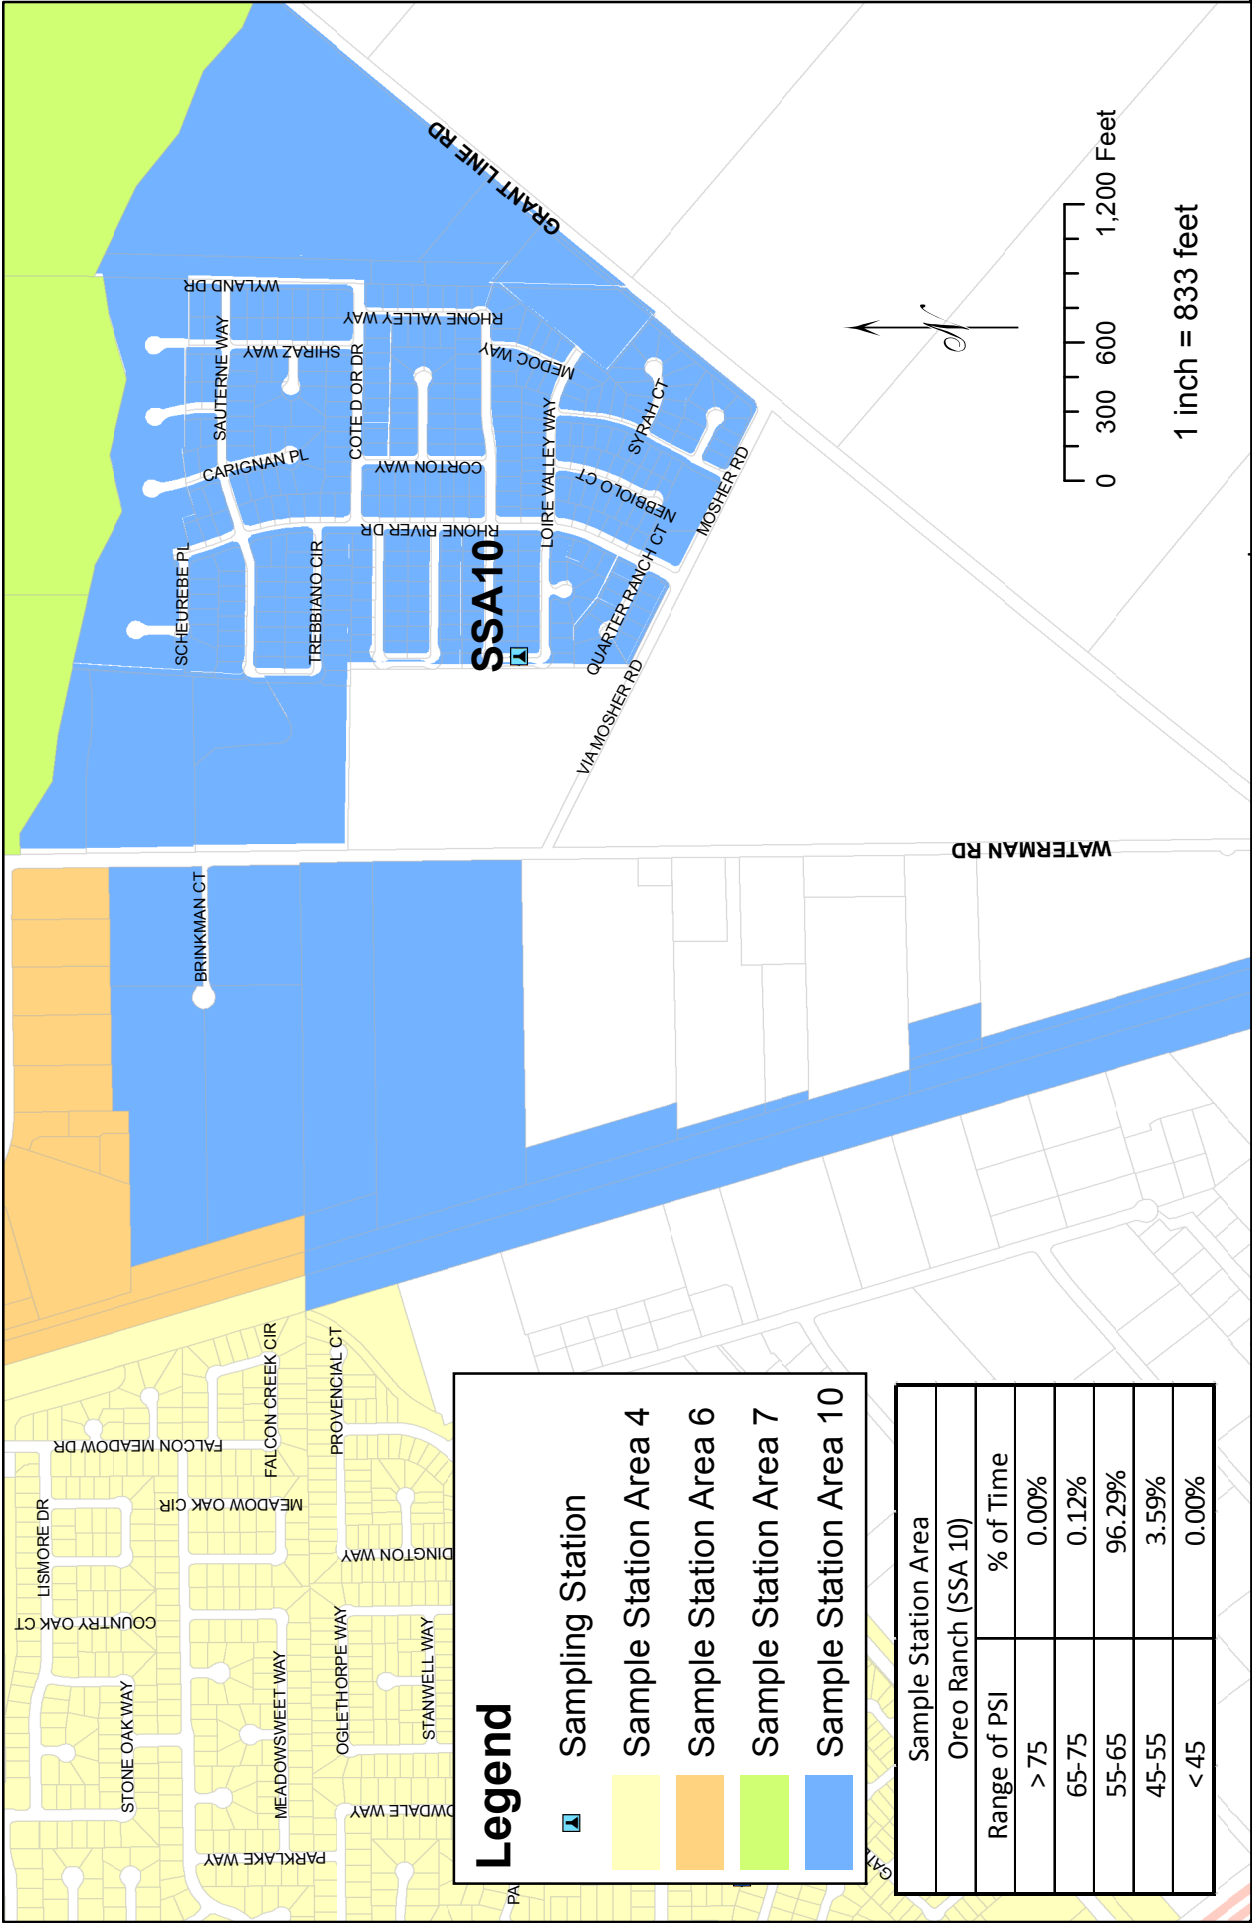 LISMORE DR
COUNTRY OAK CT
STONE OAK WAY
FALCON MEADOW DR
MEADOW OAK CIR
FALCON CREEK CIR
MEADOWSWEET WAY
PARKLAKE WAY
PROVENCIAL CT
DINGTON WAY
OGLETHORPE WAY
OWDALE WAY
STANWELL WAY
PA
GATE
BRINKMAN CT
WATERMAN RD
SCHEUREBE PL
CARIGNAN PL
SAUTERNE WAY
WYLAND DR
SHIRAZ WAY
TREBBIANO CIR
COTE D OR DR
RHONE RIVER DR
CORTON WAY
RHONE VALLEY WAY
SSA10
LOIRE VALLEY WAY
MEDOC WAY
QUARTER RANCH CT
NEBBIOLO CT
SYRAH CT
VIA MOSHER RD
MOSHER RD
GRANT LINE RD
N
0 300 600 1,200 Feet
1 inch = 833 feet
Legend
Sampling Station
Sample Station Area 4
Sample Station Area 6
Sample Station Area 7
Sample Station Area 10
Sample Station Area
Oreo Ranch (SSA 10)
Range of PSI % of Time
>75 0.00%
65-75 0.12%
55-65 96.29%
45-55 3.59%
<45 0.00%